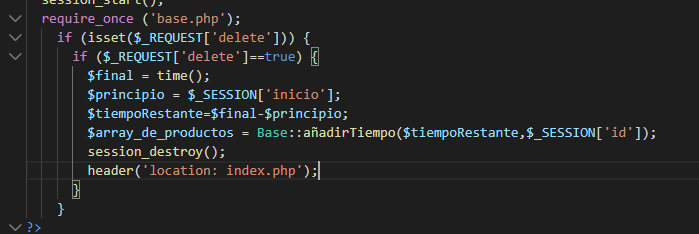 session_start();
require_once ('base.php');
if (isset($_REQUEST['delete'])) {
if ($_REQUEST['delete']==true) {
$final = time();
$principio = $_SESSION['inicio'];
$tiempoRestante=$final-$principio;
$array_de_productos = Base::añadirTiempo($tiempoRestante,$_SESSION['id']);
session_destroy();
header('location: index.php');
}
}
?>